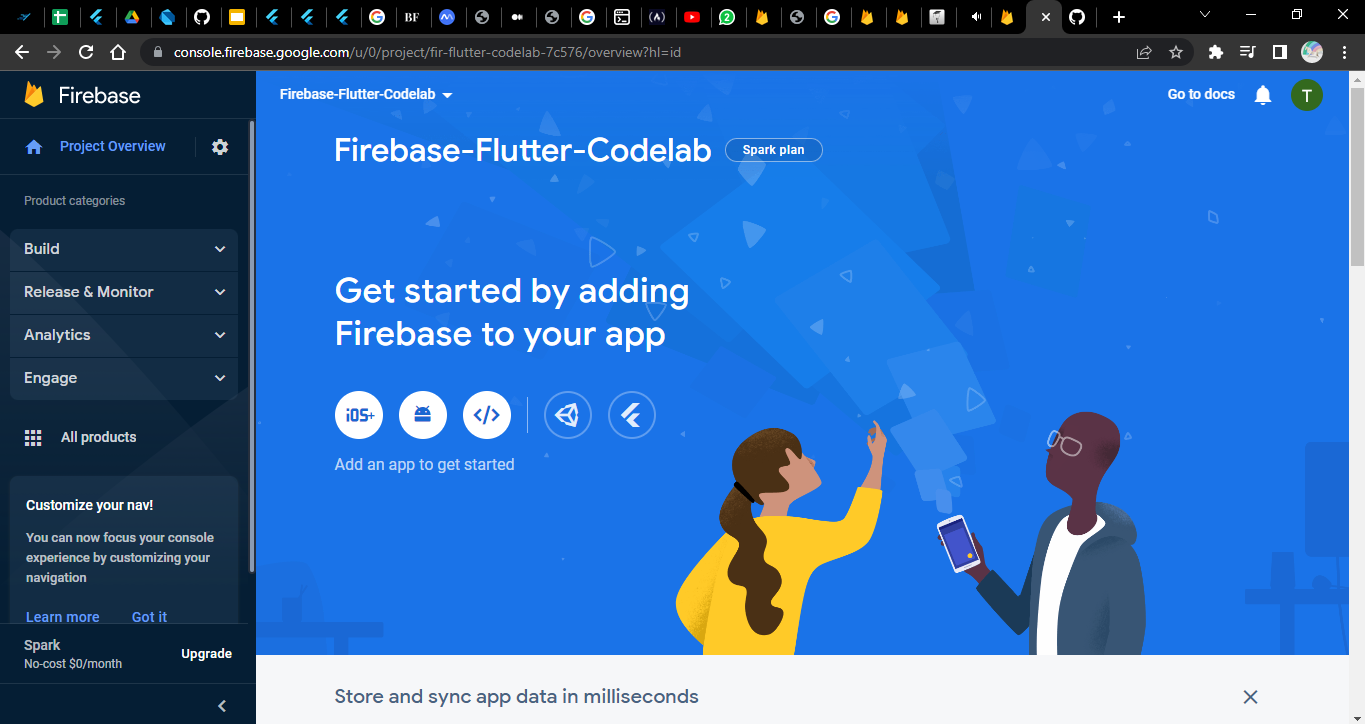 BF
2
console.firebase.google.com/u/0/project/fir-flutter-codelab-7c576/overview?hl=id
Firebase
Project Overview
Product categories
Build
Release & Monitor
Analytics
Engage
All products
Customize your nav!
You can now focus your console
experience by customizing your
navigation
Learn more Got it
Spark
No-cost $0/month
Upgrade
Firebase-Flutter-Codelab
Go to docs
T
Firebase-Flutter-Codelab
Spark plan
Get started by adding
Firebase to your app
iOS+
Add an app to get started
Store and sync app data in milliseconds